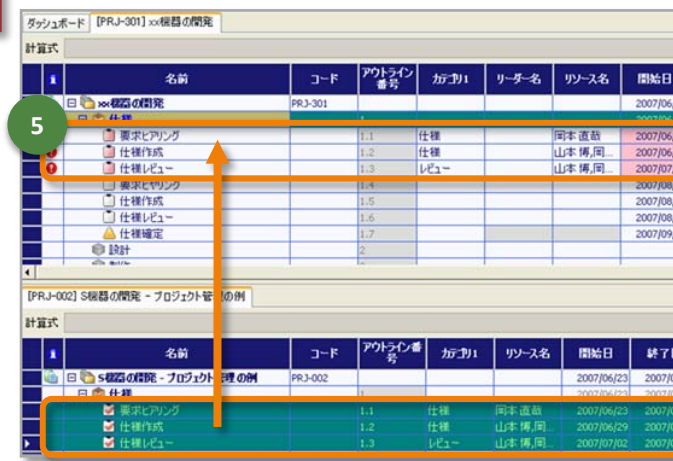 ダッシュボード [PRJ-301] xx機器の開発
計算式
名前 コード アウトライン番号 カテゴリ1 リーダー名 リソース名 開始日
xx機器の開発 PRJ-301 2007/06,
仕様 1
5
要求ヒアリング 1.1 仕様 岡本 直哉 2007/06,
仕様作成 1.2 仕様 山本 博,岡... 2007/06,
仕様レビュー 1.3 レビュー 山本 博,岡... 2007/07,
要求ヒヤリング 1.4 2007/08,
仕様作成 1.5 2007/08,
仕様レビュー 1.6 2007/08,
仕様確定 1.7 2007/09,
設計 2
[PRJ-002] S機器の開発 - プロジェクト管理の例
計算式
名前 コード アウトライン番号 カテゴリ1 リソース名 開始日 終了
S機器の開発 - プロジェクト管理の例 PRJ-002 2007/06/23 2007/0
仕様 1 2007/06/23
要求ヒアリング 1.1 仕様 岡本 直哉 2007/06/23 2007/0
仕様作成 1.2 仕様 山本 博,岡... 2007/06/29 2007/0
仕様レビュー 1.3 レビュー 山本 博,岡... 2007/07/02 2007/0